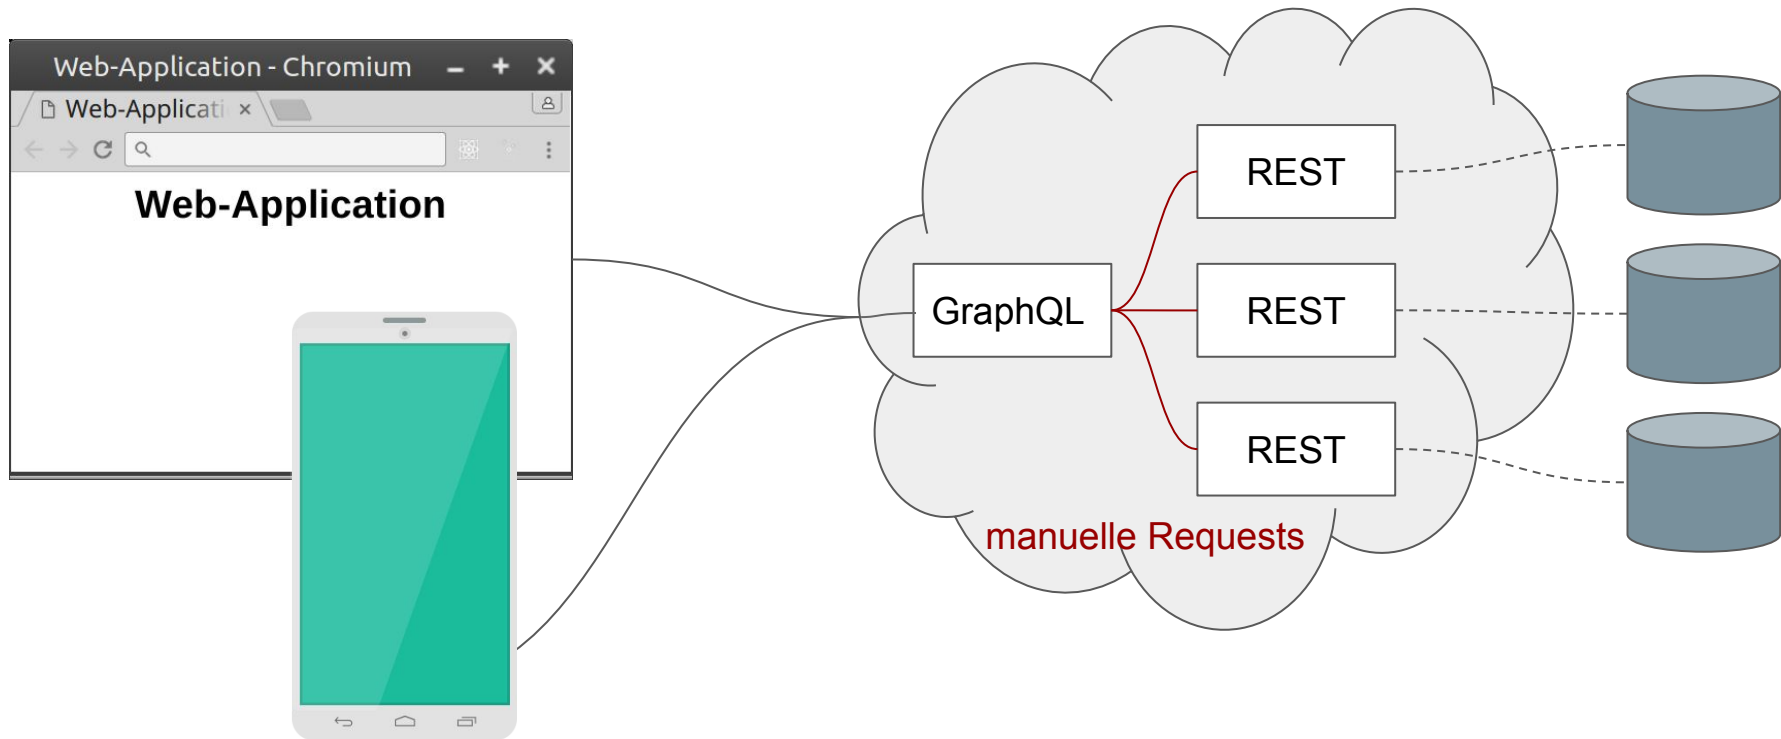 Web-Application - Chromium
Web-Applicati
Web-Application
GraphQL
REST
REST
REST
manuelle Requests